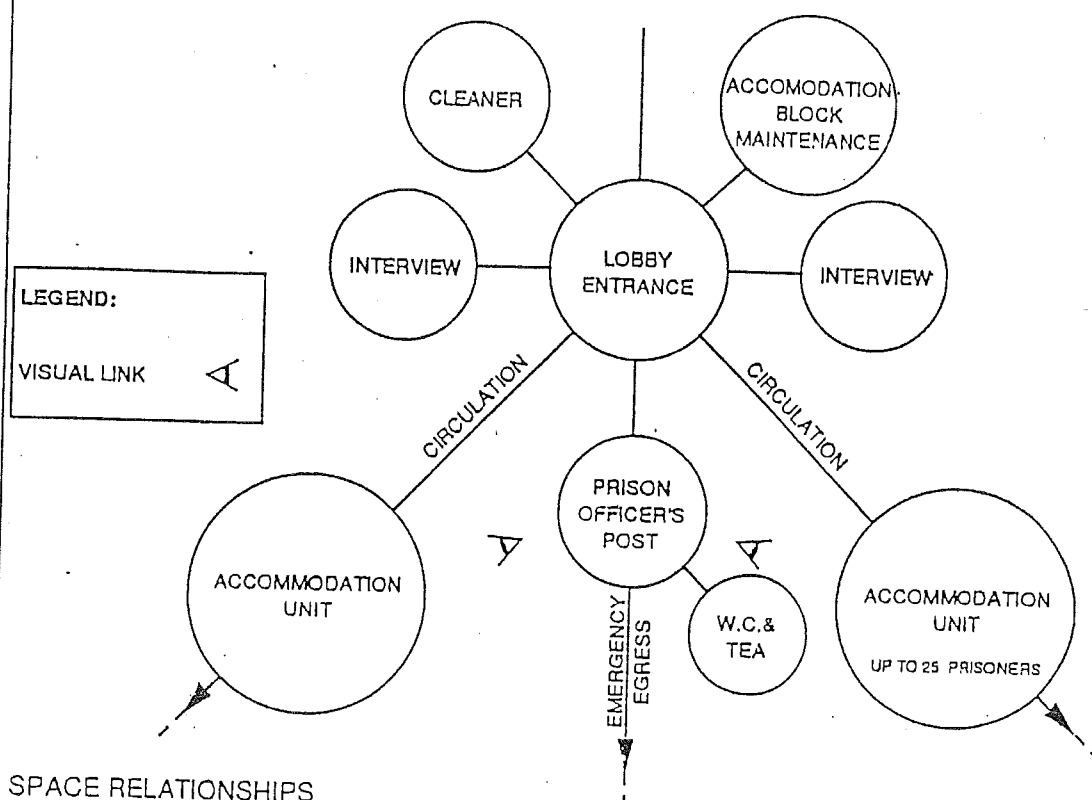 CLEANER
ACCOMODATION
BLOCK
MAINTENANCE
INTERVIEW
LOBBY
ENTRANCE
INTERVIEW
LEGEND:
VISUAL LINK
CIRCULATION
CIRCULATION
PRISON
OFFICER'S
POST
ACCOMMODATION
UNIT
EMERGENCY
EGRESS
W.C.&
TEA
ACCOMMODATION
UNIT
UP TO 25 PRISONERS
SPACE RELATIONSHIPS